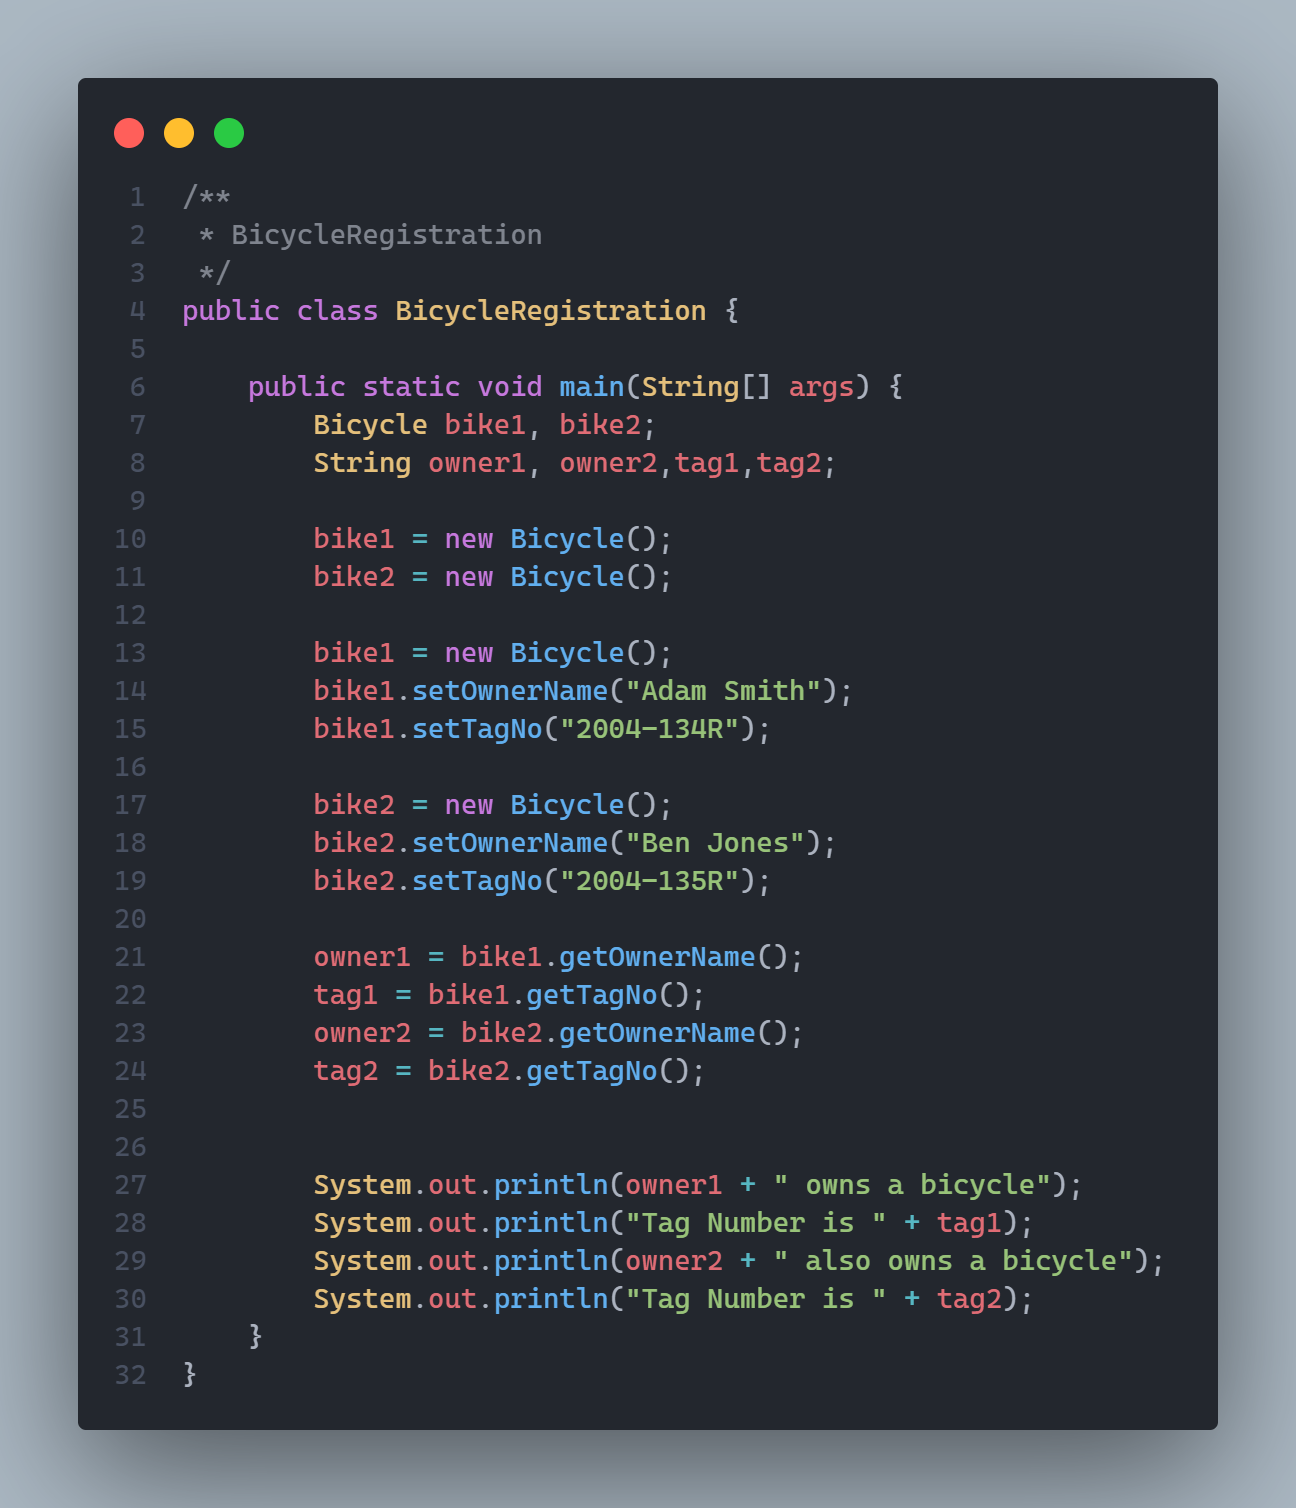 1 /**
2  * BicycleRegistration
3  */
4 public class BicycleRegistration {
5
6     public static void main(String[] args) {
7         Bicycle bike1, bike2;
8         String owner1, owner2,tag1,tag2;
9
10         bike1 = new Bicycle();
11         bike2 = new Bicycle();
12
13         bike1 = new Bicycle();
14         bike1.setOwnerName("Adam Smith");
15         bike1.setTagNo("2004-134R");
16
17         bike2 = new Bicycle();
18         bike2.setOwnerName("Ben Jones");
19         bike2.setTagNo("2004-135R");
20
21         owner1 = bike1.getOwnerName();
22         tag1 = bike1.getTagNo();
23         owner2 = bike2.getOwnerName();
24         tag2 = bike2.getTagNo();
25
26
27         System.out.println(owner1 + " owns a bicycle");
28         System.out.println("Tag Number is " + tag1);
29         System.out.println(owner2 + " also owns a bicycle");
30         System.out.println("Tag Number is " + tag2);
31     }
32 }